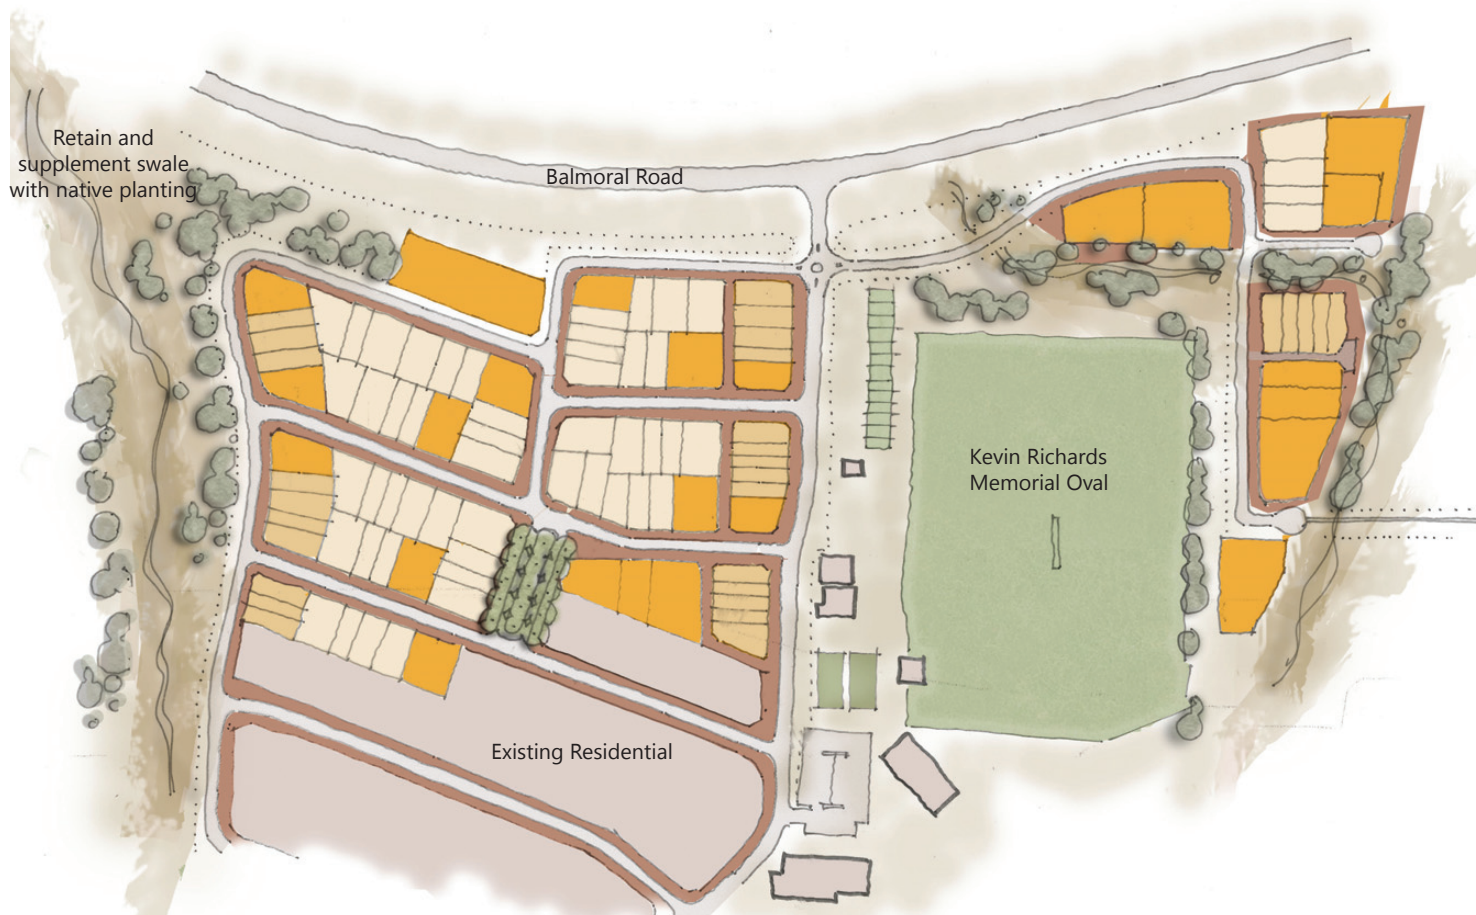 Retain and
supplement swale
with native planting
Balmoral Road
Kevin Richards
Memorial Oval
Existing Residential